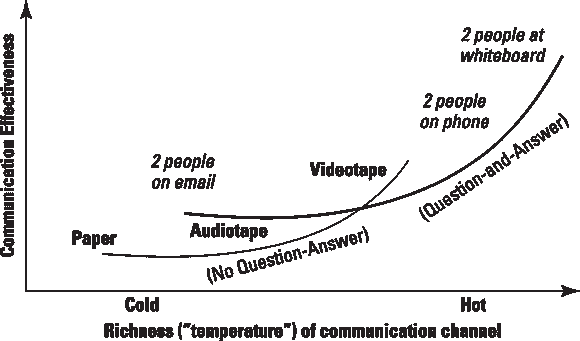 2 people at
whiteboard
2 people
on phone
2 people
on email
Videotape
Audiotape
Paper
(Question-and-Answer)
(No Question-Answer)
Communication Effectiveness
Cold
Hot
Richness ("temperature") of communication channel